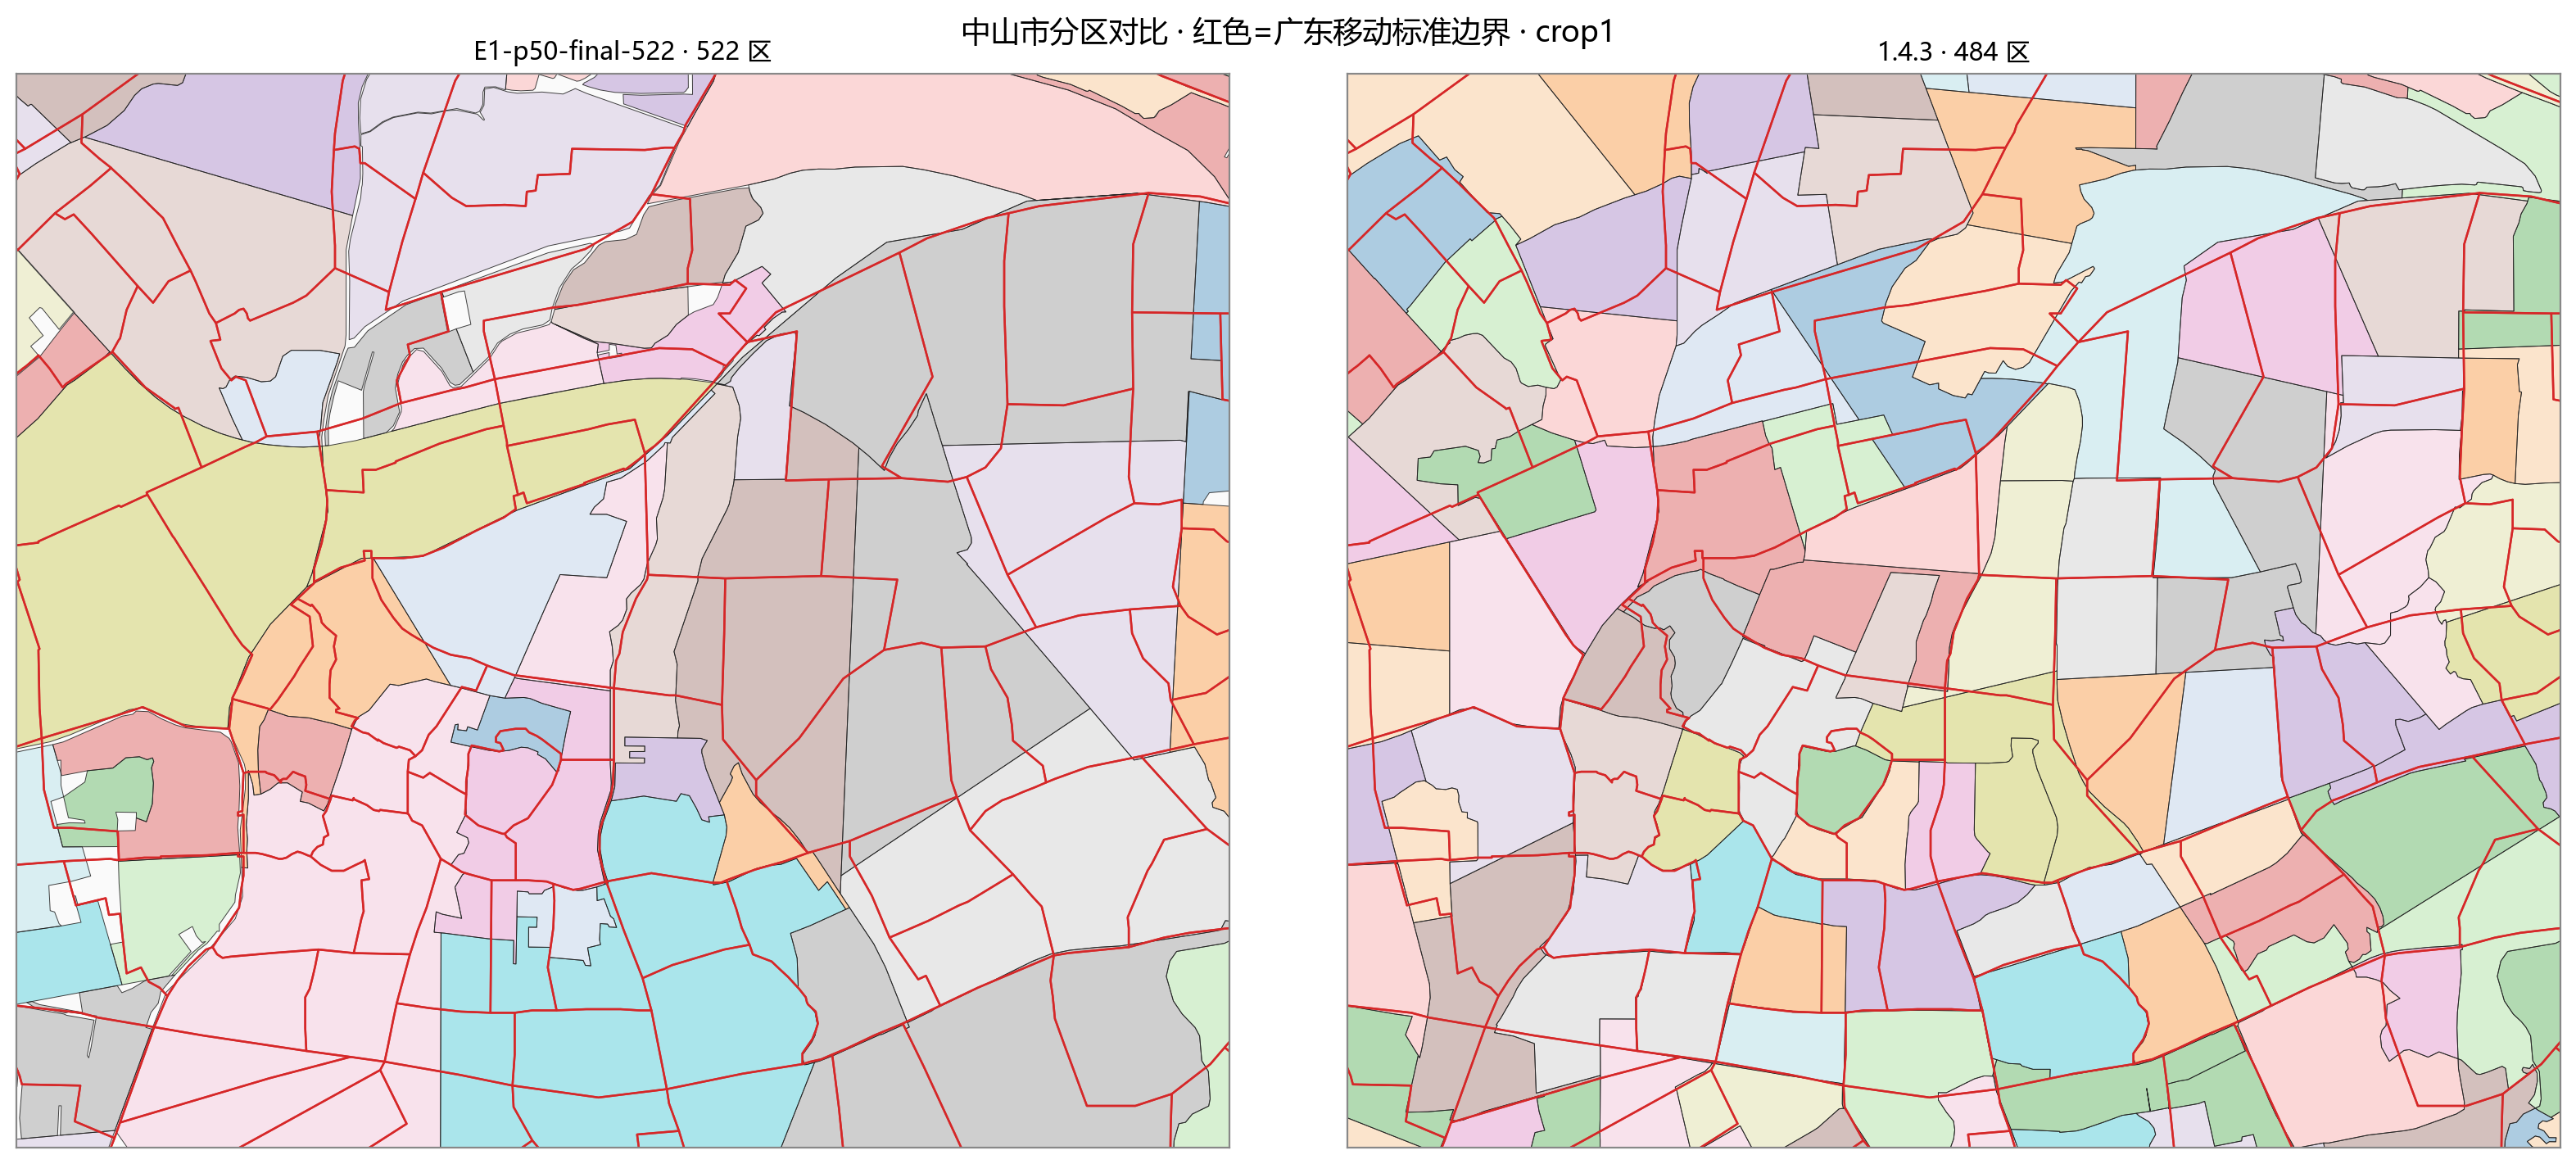 中山市分区对比 · 红色=广东移动标准边界 · crop1
E1-p50-final-522 · 522 区
1.4.3 · 484 区